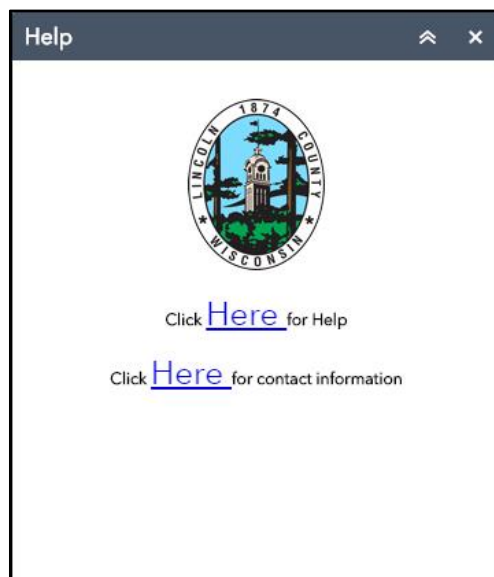 Help
LINCOLN 1874 COUNTY
WISCONSIN
Click Here for Help
Click Here for contact information